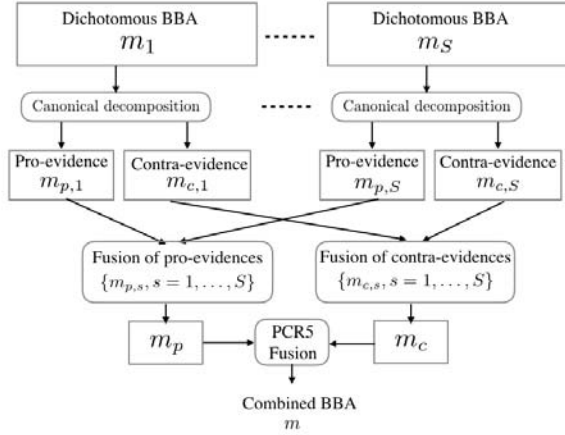 Dichotomous BBA
m_1
Dichotomous BBA
m_S
Canonical decomposition
Canonical decomposition
Pro-evidence
m_{p,1}
Contra-evidence
m_{c,1}
Pro-evidence
m_{p,S}
Contra-evidence
m_{c,S}
Fusion of pro-evidences
{m_{p,s}, s = 1, . . . , S}
Fusion of contra-evidences
{m_{c,s}, s = 1, . . . , S}
m_p
PCR5
Fusion
m_c
Combined BBA
m